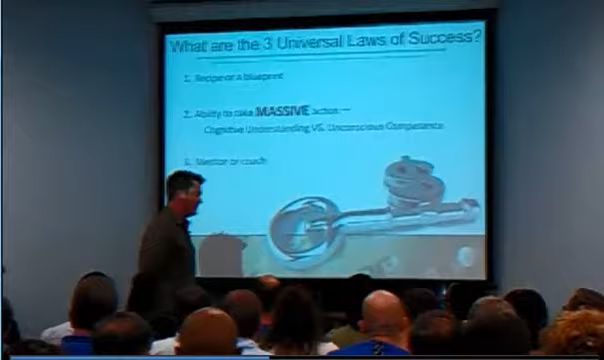 What are the 3 Universal Laws of Success?
1. Recipe or a blueprint
2. Ability to take MASSIVE action —
Cognitive Understanding VS. Unconscious Competence
3. Mentor or coach